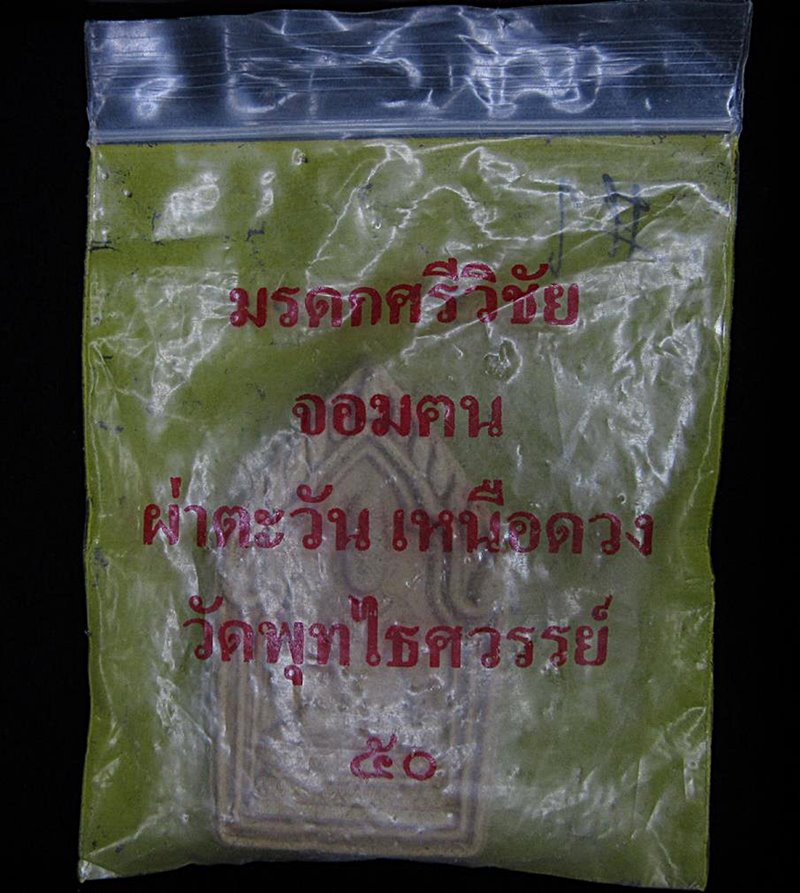 มรดกศรีวิชัย
จอมฅน
ผ่าตะวัน เหนือดวง
วัดพุทไธศวรรย์
๕๐